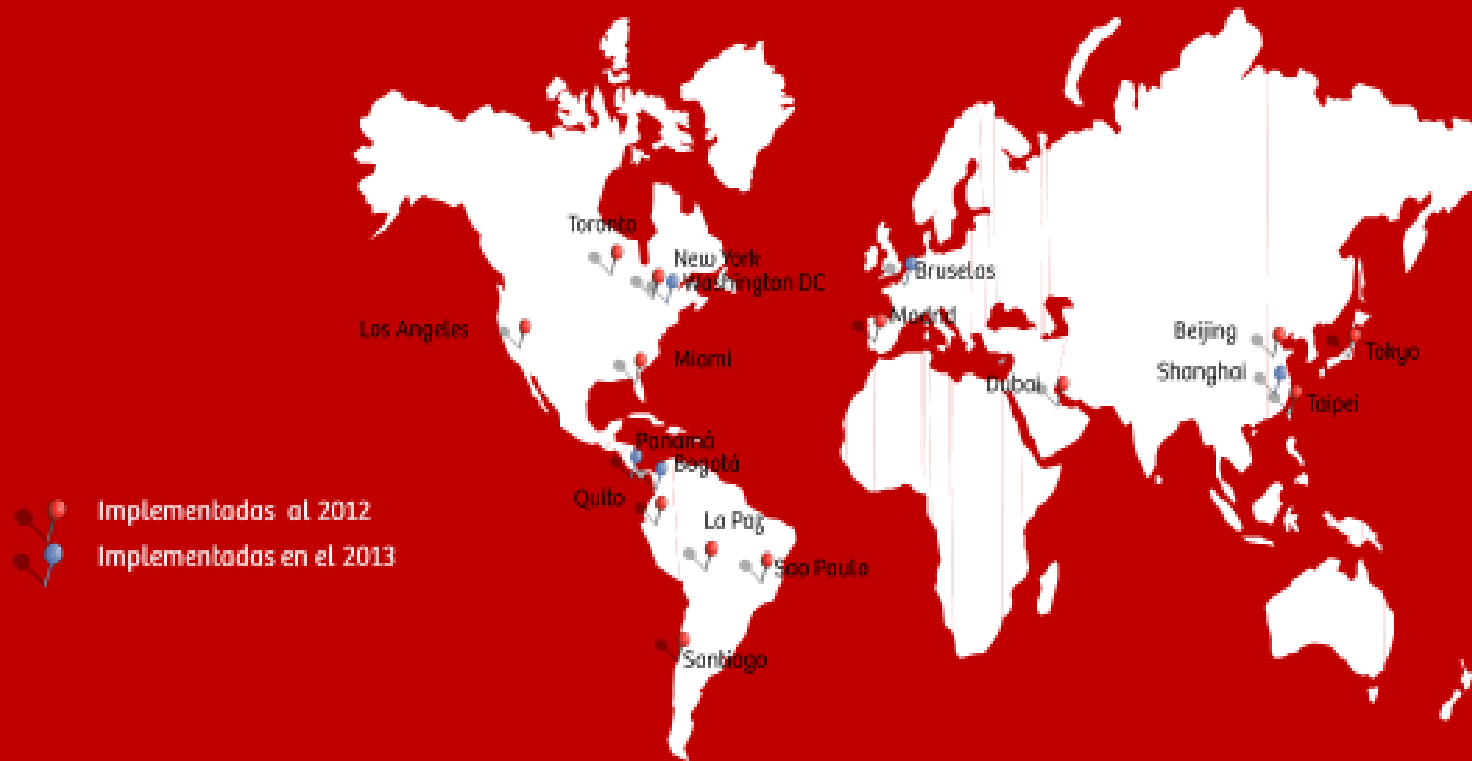 Toronto
New York
Washington DC
Bruselas
Los Angeles
Madrid
Beijing
Tokyo
Miami
Shanghai
Dubai
Taipei
Panamá
Bogotá
Quito
La Paz
Implementadas al 2012
Implementadas en el 2013
Sao Paulo
Santiago